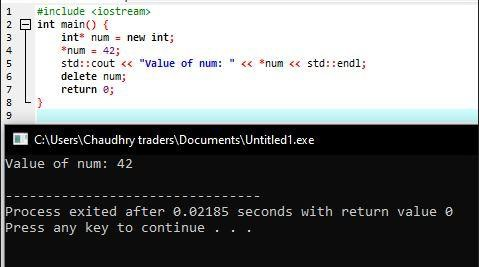 1 #include <iostream>
2 int main() {
3 int* num = new int;
4 *num = 42;
5 std::cout << "Value of num: " << *num << std::endl;
6 delete num;
7 return 0;
8 }
9
C:\Users\Chaudhry traders\Documents\Untitled1.exe
Value of num: 42
--------------------------------
Process exited after 0.02185 seconds with return value 0
Press any key to continue . . .